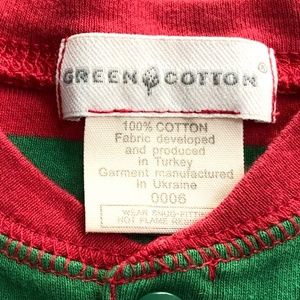 GREEN COTTON®
100% COTTON
Fabric developed
and produced
in Turkey
Garment manufactured
in Ukraine
0006
WEAR SNUG-FITTING
NOT FLAME